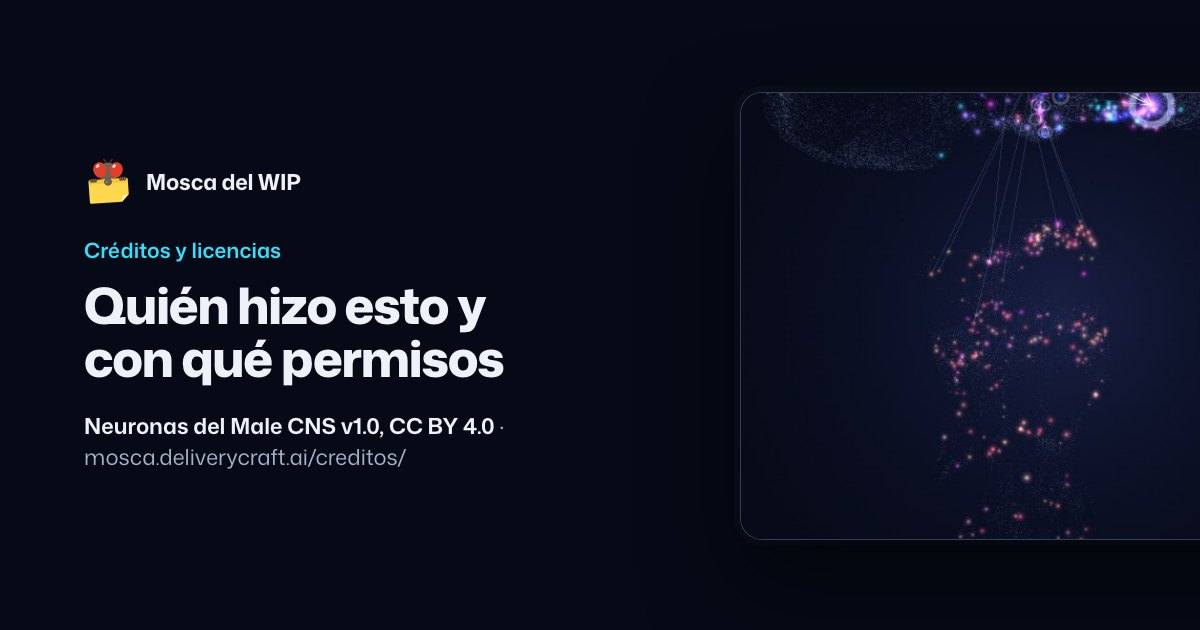 Mosca del WIP
Créditos y licencias
Quién hizo esto y
con qué permisos
Neuronas del Male CNS v1.0, CC BY 4.0 ·
mosca.deliverycraft.ai/creditos/